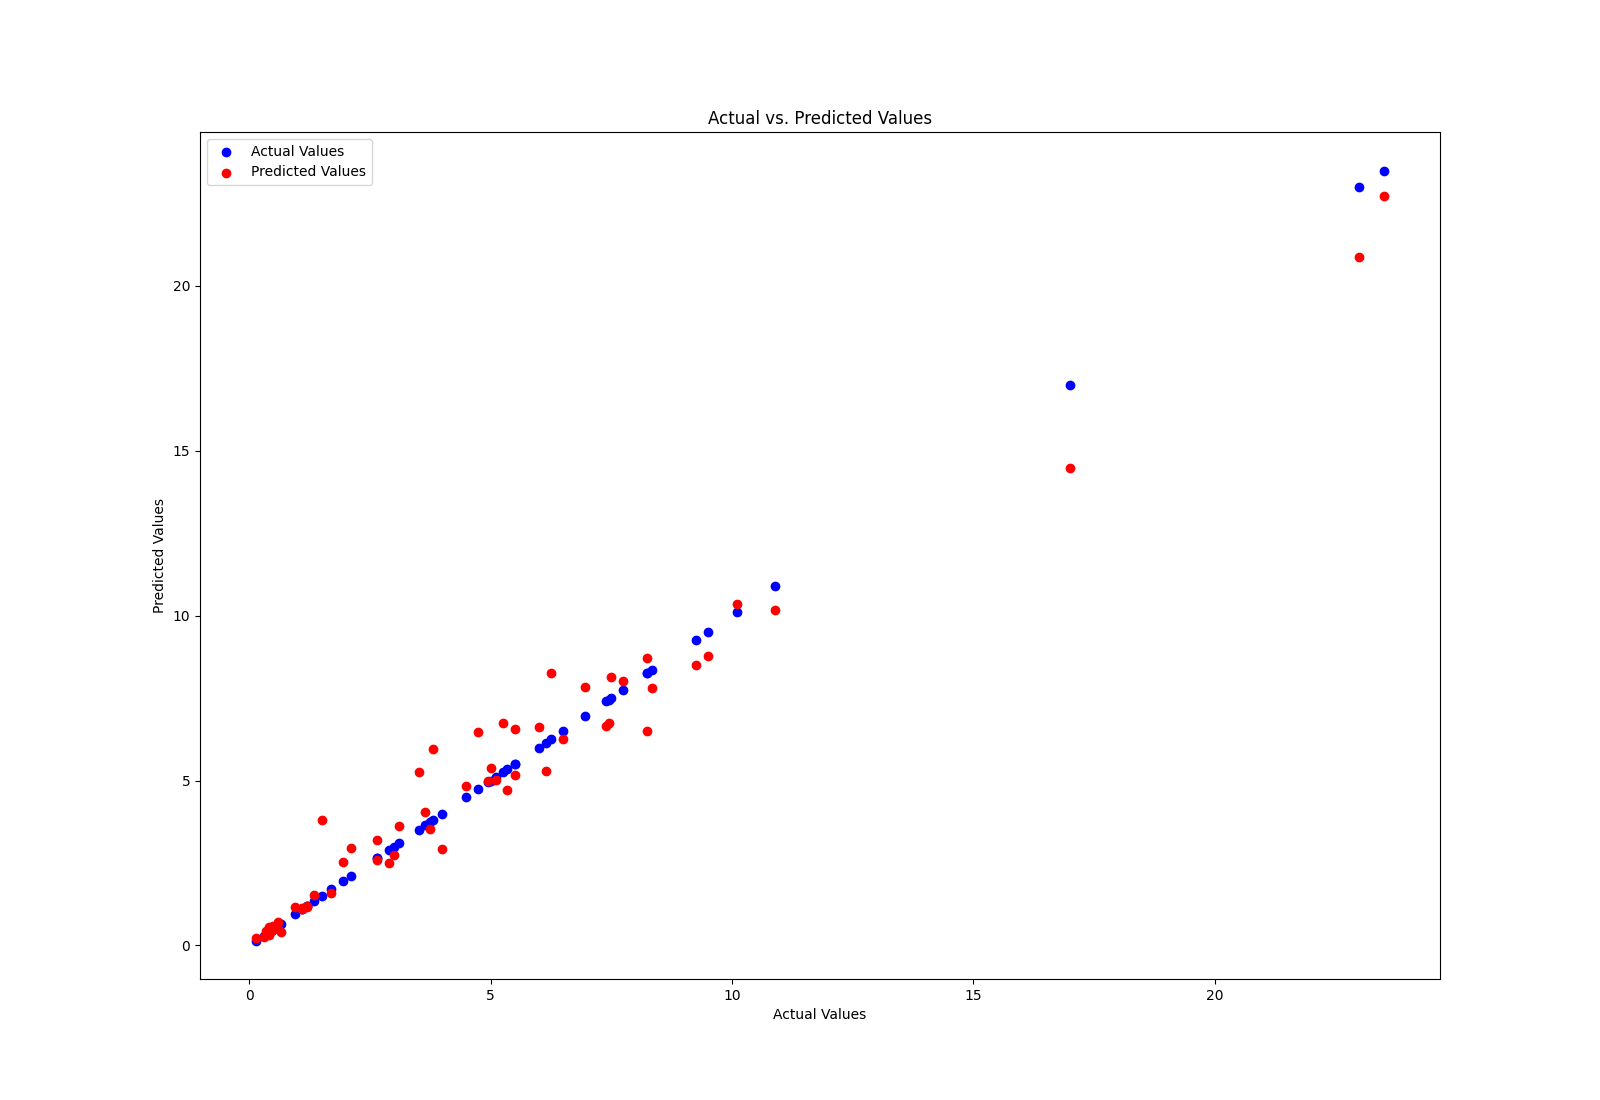 Actual vs. Predicted Values
Actual Values
Predicted Values
20
15
10
5
0
Predicted Values
0 5 10 15 20
Actual Values